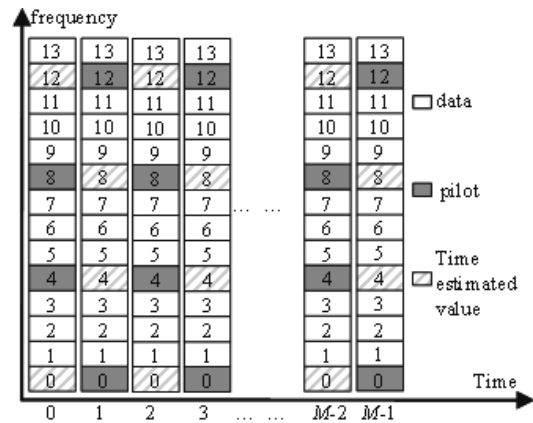 frequency
13 13 13 13 13 13
12 12 12 12 12 12
11 11 11 11 11 11
10 10 10 10 10 10
9 9 9 9 9 9
8 8 8 8 8 8
7 7 7 7 7 7
6 6 6 6 6 6
5 5 5 5 5 5
4 4 4 4 4 4
3 3 3 3 3 3
2 2 2 2 2 2
1 1 1 1 1 1
0 0 0 0 0 0
... ...
data
pilot
Time
estimated
value
Time
0 1 2 3 ... ... M-2 M-1